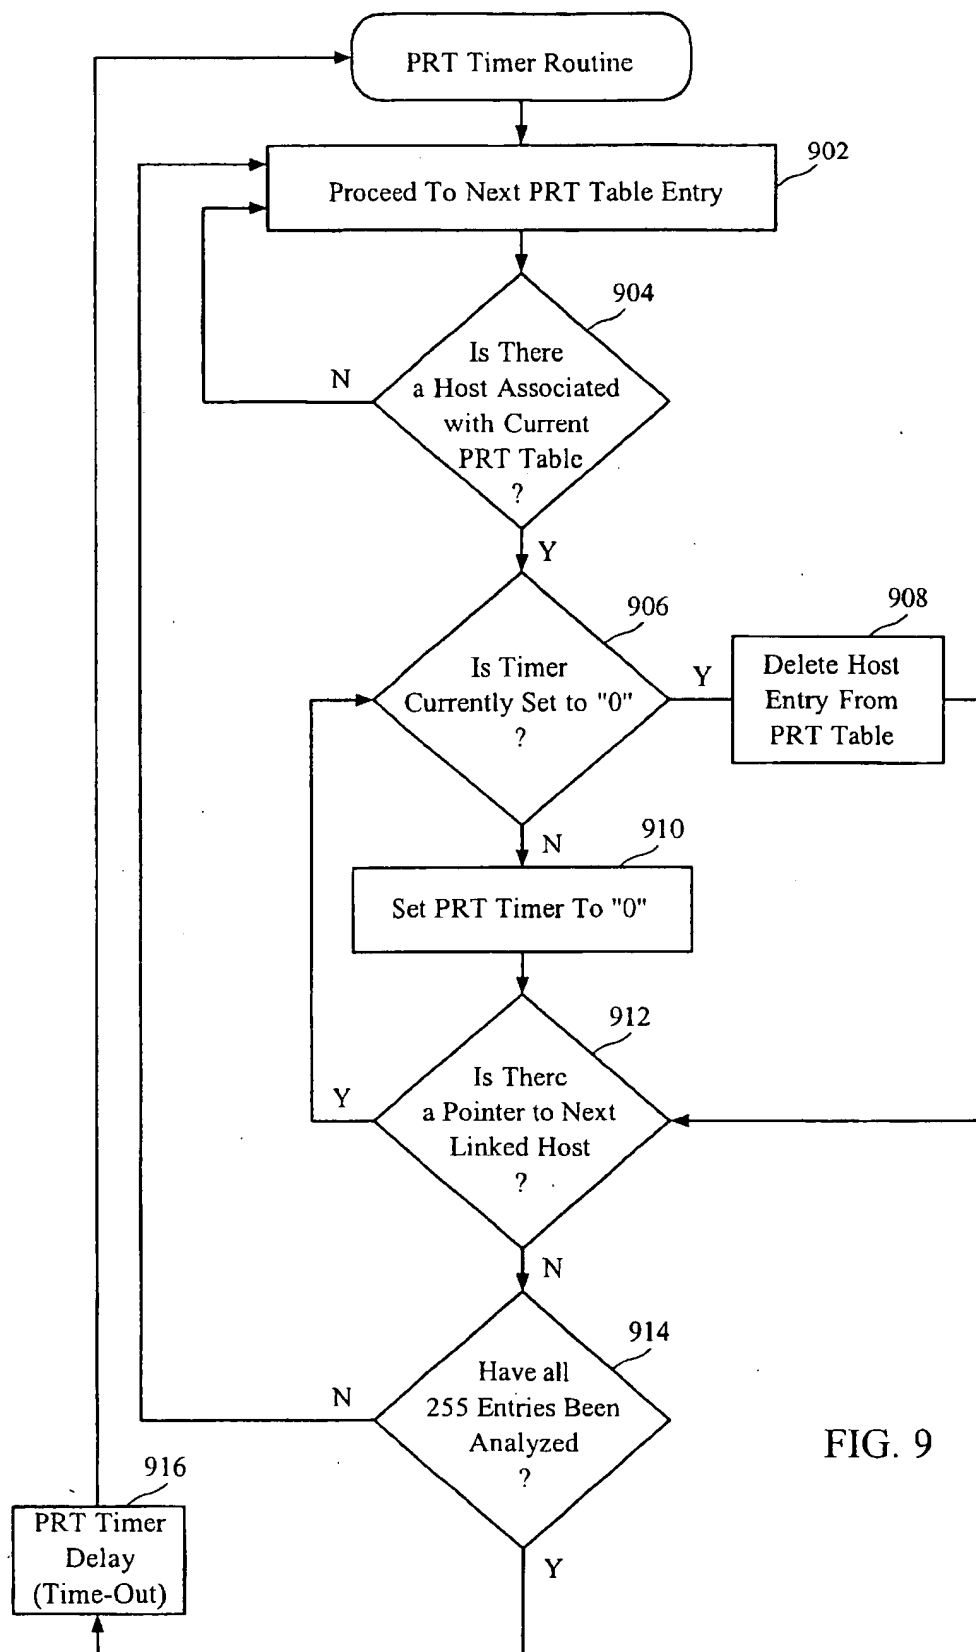 PRT Timer Routine
902
Proceed To Next PRT Table Entry
904
Is There
a Host Associated
with Current
PRT Table
?
N
Y
906
Is Timer
Currently Set to "0"
?
Y
908
Delete Host
Entry From
PRT Table
N
910
Set PRT Timer To "0"
912
Is There
a Pointer to Next
Linked Host
?
Y
N
914
Have all
255 Entries Been
Analyzed
?
N
Y
FIG. 9
916
PRT Timer
Delay
(Time-Out)